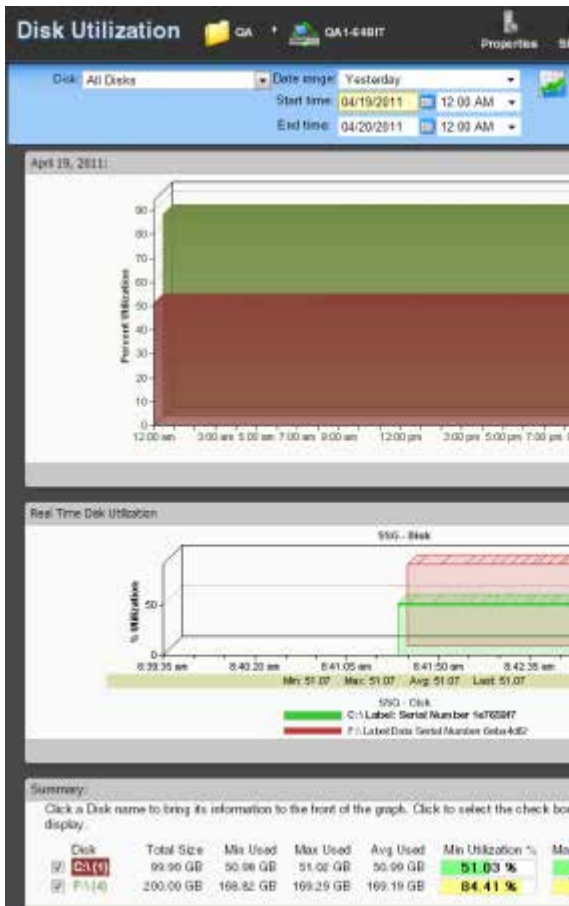 Disk Utilization QA QA1-64BIT
Properties
Disk: All Disks Date range: Yesterday
Start time: 04/19/2011 12:00 AM
End time: 04/20/2011 12:00 AM
April 19, 2011:
Percent Utilization
90
80
70
60
50
40
30
20
10
0
12:00 am 3:00 am 5:00 am 7:00 am 9:00 am 12:00 pm 3:00 pm 5:00 pm 7:00 pm
Real Time Disk Utilization
SSG - Disk
% Utilization
50
0
8:39:35 am 8:40:20 am 8:41:05 am 8:41:50 am 8:42:35 am
Min: 51.07 Max: 51.07 Avg: 51.07 Last: 51.07
SSG - Disk
C:\ Label: Serial Number
F:\ Label:Data Serial Number
Summary:
Click a Disk name to bring its information to the front of the graph. Click to select the check
display.
Disk Total Size Min Used Max Used Avg Used Min Utilization %
C:\ (1) 99.90 GB 50.98 GB 51.02 GB 50.99 GB 51.03 %
F:\ (4) 200.00 GB 168.82 GB 169.29 GB 169.19 GB 84.41 %